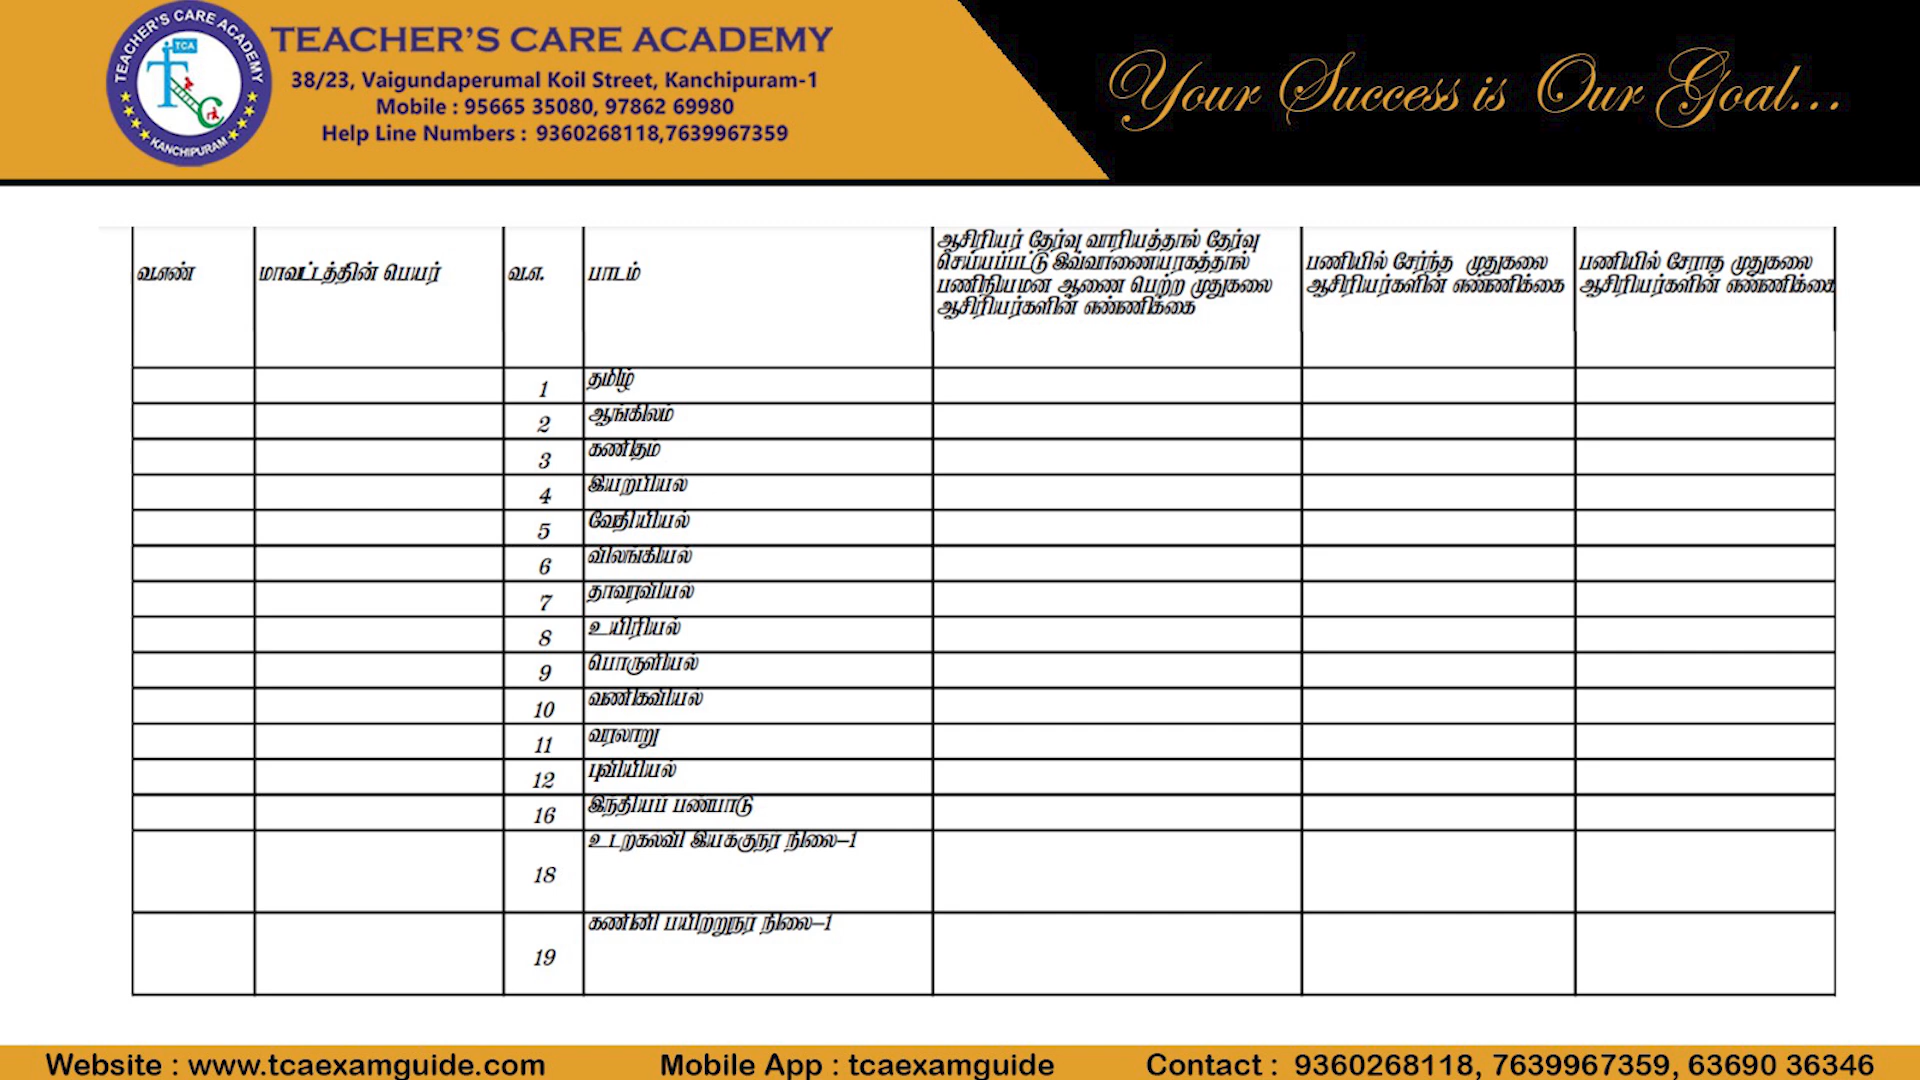 TEACHER'S CARE ACADEMY
KANCHIPURAM
TCA
TEACHER'S CARE ACADEMY
38/23, Vaigundaperumal Koil Street, Kanchipuram-1
Mobile : 95665 35080, 97862 69980
Help Line Numbers : 9360268118,7639967359
Your Success is Our Goal...
வ.எண்
மாவட்டத்தின் பெயர்
வ.எ.
பாடம்
ஆசிரியர் தேர்வு வாரியத்தால் தேர்வு
செய்யப்பட்டு இவ்வாணையரகத்தால்
பணிநியமன ஆணை பெற்ற முதுகலை
ஆசிரியர்களின் எண்ணிக்கை
பணியில் சேர்ந்த முதுகலை
ஆசிரியர்களின் எண்ணிக்கை
பணியில் சேராத முதுகலை
ஆசிரியர்களின் எண்ணிக்கை
1 தமிழ்
2 ஆங்கிலம்
3 கணிதம்
4 இயற்பியல்
5 வேதியியல்
6 விலங்கியல்
7 தாவரவியல்
8 உயிரியல்
9 பொருளியல்
10 வணிகவியல்
11 வரலாறு
12 புவியியல்
16 இந்தியப் பண்பாடு
18 உடற்கல்வி இயக்குநர் நிலை–1
19 கணினி பயிற்றுநர் நிலை–1
Website : www.tcaexamguide.com
Mobile App : tcaexamguide
Contact : 9360268118, 7639967359, 63690 36346